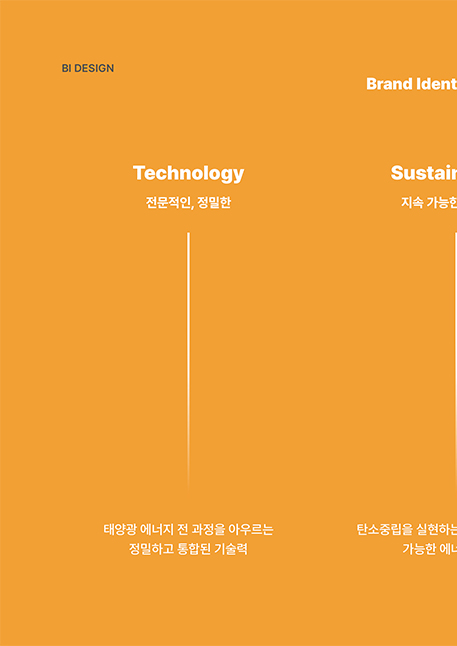 BI DESIGN
Brand Ident
Technology
전문적인, 정밀한
태양광 에너지 전 과정을 아우르는
정밀하고 통합된 기술력
Sustain
지속 가능한
탄소중립을 실현하는
가능한 에너